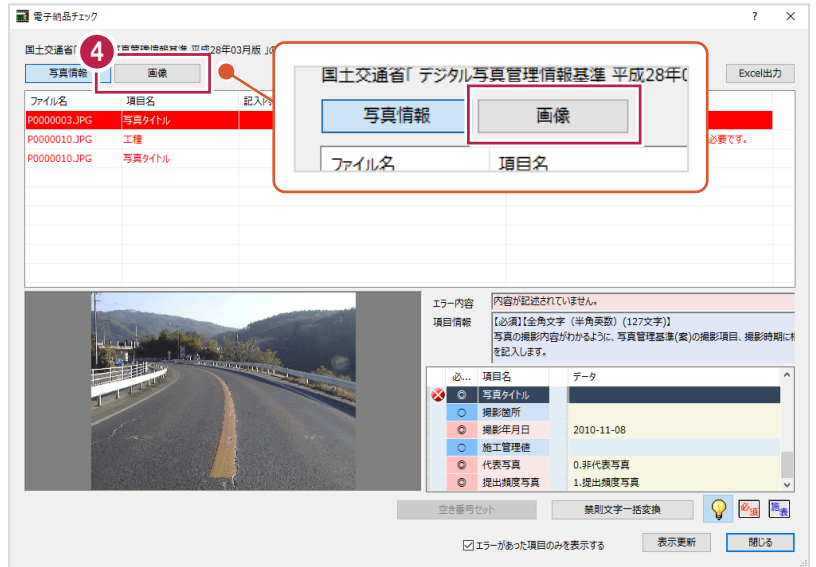 電子納品チェック
? ×
国土交通省「 デジタル写真管理情報基準 平成28年03月版 」の
4
写真情報 画像
Excel出力
国土交通省「 デジタル写真管理情報基準 平成28年
写真情報 画像
ファイル名 項目名
ファイル名 項目名 記入内
P0000003.JPG 写真タイトル
P0000010.JPG 工種 必要です。
P0000010.JPG 写真タイトル
エラー内容 内容が記述されていません。
項目情報 【必須】【全角文字（半角英数）(127文字)】
写真の撮影内容がわかるように、写真管理基準(案)の撮影項目、撮影時期に
を記入します。
必... 項目名 データ
◎ 写真タイトル
○ 撮影箇所
◎ 撮影年月日 2010-11-08
○ 施工管理値
◎ 代表写真 0.非代表写真
◎ 提出頻度写真 1.提出頻度写真
空き番号セット 禁則文字一括変換 必須 施表
エラーがあった項目のみを表示する 表示更新 閉じる